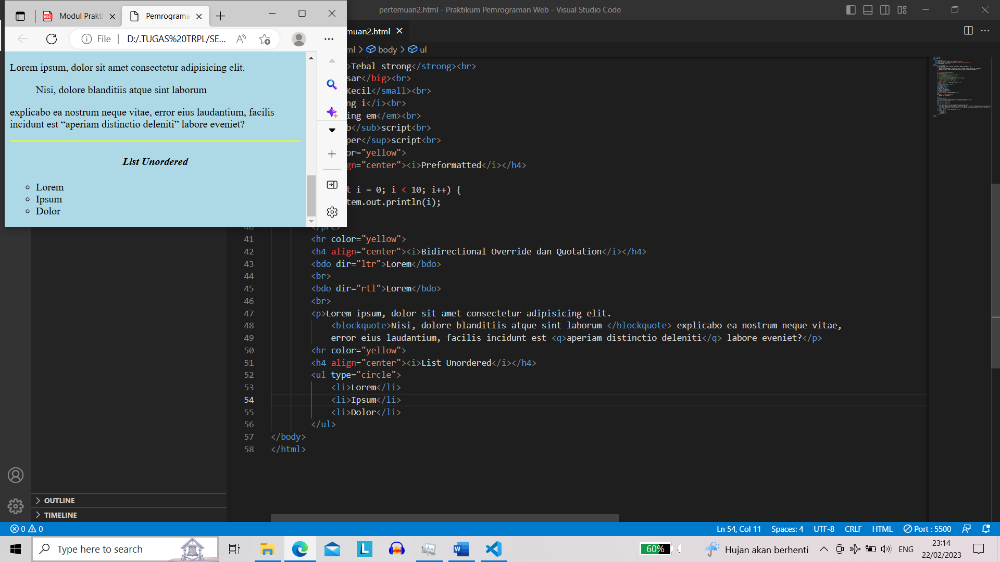 pertemuan2.html - Praktikum Pemrograman Web - Visual Studio Code
Modul Prakti
Pemrograma
File
D:/.TUGAS%20TRPL/SE...
Lorem ipsum, dolor sit amet consectetur adipisicing elit.
Nisi, dolore blanditiis atque sint laborum
explicabo ea nostrum neque vitae, error eius laudantium, facilis
incidunt est “aperiam distinctio deleniti” labore eveniet?
List Unordered
Lorem
Ipsum
Dolor
muan2.html
ml > body > ul
>Tebal strong</strong><br>
sar</big><br>
Kecil</small><br>
ng i</i><br>
ing em</em><br>
b</sub>script<br>
per</sup>script<br>
or="yellow">
gn="center"><i>Preformatted</i></h4>
t i = 0; i < 10; i++) {
tem.out.println(i);
40 </pre>
41 <hr color="yellow">
42 <h4 align="center"><i>Bidirectional Override dan Quotation</i></h4>
43 <bdo dir="ltr">Lorem</bdo>
44 <br>
45 <bdo dir="rtl">Lorem</bdo>
46 <br>
47 <p>Lorem ipsum, dolor sit amet consectetur adipisicing elit.
48 <blockquote>Nisi, dolore blanditiis atque sint laborum </blockquote> explicabo ea nostrum neque vitae,
49 error eius laudantium, facilis incidunt est <q>aperiam distinctio deleniti</q> labore eveniet?</p>
50 <hr color="yellow">
51 <h4 align="center"><i>List Unordered</i></h4>
52 <ul type="circle">
53 <li>Lorem</li>
54 <li>Ipsum</li>
55 <li>Dolor</li>
56 </ul>
57 </body>
58 </html>
OUTLINE
TIMELINE
0 0
Ln 54, Col 11 Spaces: 4 UTF-8 CRLF HTML Port : 5500
Type here to search
60%
Hujan akan berhenti
ENG
23:14
22/02/2023